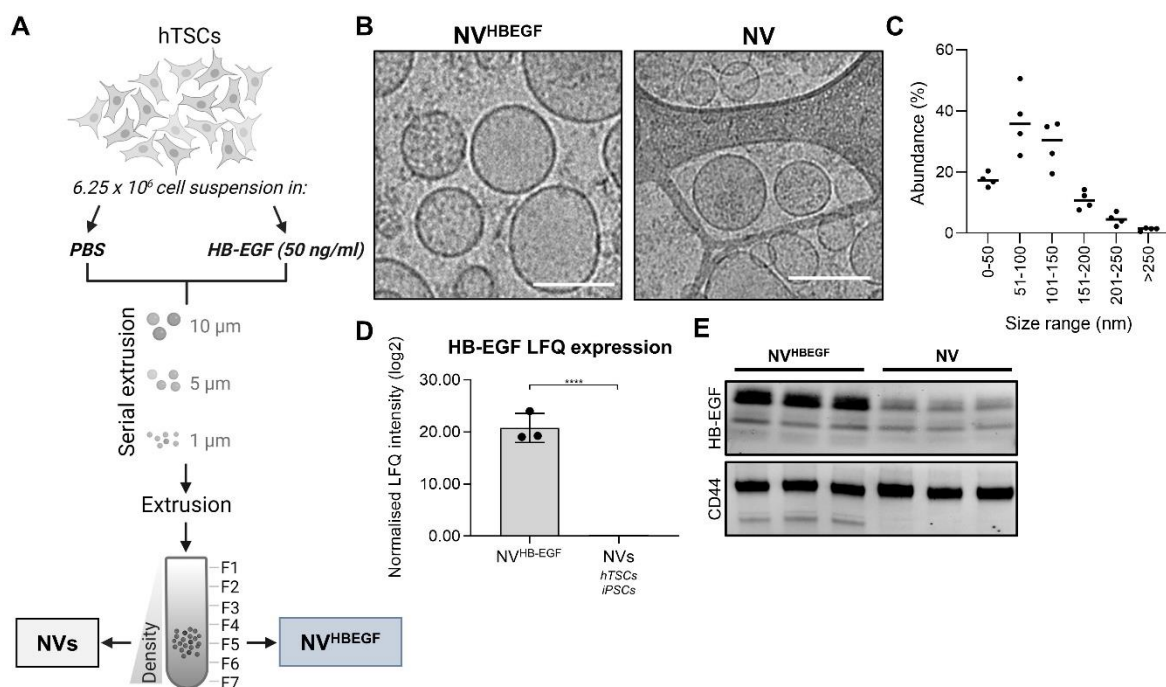 A
hTSCs
6.25 x 10⁶ cell suspension in:
PBS
HB-EGF (50 ng/ml)
Serial extrusion
10 µm
5 µm
1 µm
Extrusion
Density
F1
F2
F3
F4
F5
F6
F7
NVs
NVᴴᴮᴱᴳᶠ
B
NVᴴᴮᴱᴳᶠ
NV
C
Abundance (%)
60
40
20
0
0-50
51-100
101-150
151-200
201-250
>250
Size range (nm)
D
HB-EGF LFQ expression
Normalised LFQ intensity (log2)
30.00
20.00
10.00
0.00
****
NVᴴᴮ⁻ᴱᴳᶠ
NVs
hTSCs
iPSCs
E
NVᴴᴮᴱᴳᶠ
NV
HB-EGF
CD44